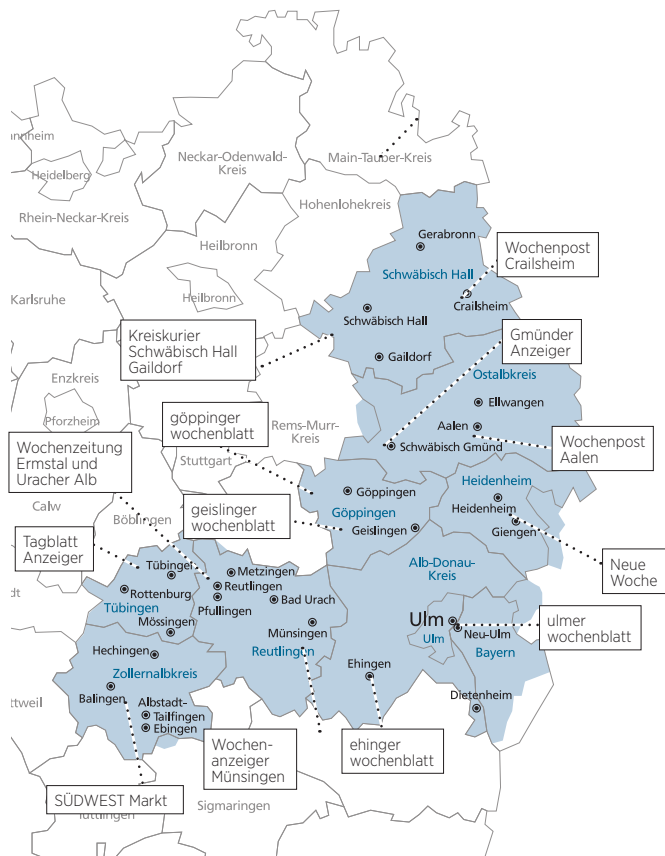 Neckar-Odenwald-
Kreis
Main-Tauber-Kreis
Heidelberg
Rhein-Neckar-Kreis
Hohenlohekreis
Gerabronn
Heilbronn
Schwäbisch Hall
Wochenpost
Crailsheim
Karlsruhe
Heilbronn
Crailsheim
Schwäbisch Hall
Kreiskurier
Schwäbisch Hall
Gaildorf
Gmünder
Anzeiger
Gaildorf
Enzkreis
Ostalbkreis
Ellwangen
Pforzheim
göppinger
wochenblatt
Rems-Murr-
Kreis
Aalen
Schwäbisch Gmünd
Wochenpost
Aalen
Wochenzeitung
Ermstal und
Uracher Alb
Stuttgart
Göppingen
Heidenheim
Heidenheim
Calw
Böblingen
geislinger
wochenblatt
Göppingen
Geislingen
Giengen
Tagblatt
Anzeiger
Tübingen
Metzingen
Alb-Donau-
Kreis
Neue
Woche
Rottenburg
Reutlingen
Bad Urach
Tübingen
Pfullingen
Mössingen
Münsingen
Ulm
Ulm
Neu-Ulm
ulmer
wochenblatt
Hechingen
Reutlingen
Bayern
Zollernalbkreis
Ehingen
Balingen
Albstadt-
Tailfingen
Ebingen
Dietenheim
Wochen-
anzeiger
Münsingen
ehinger
wochenblatt
SÜDWEST Markt
Sigmaringen